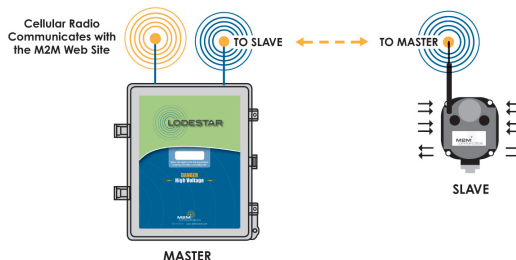 Cellular Radio
Communicates with
the M2M Web Site
TO SLAVE
TO MASTER
LODESTAR
DANGER
High Voltage
M2M
M2M
SLAVE
MASTER